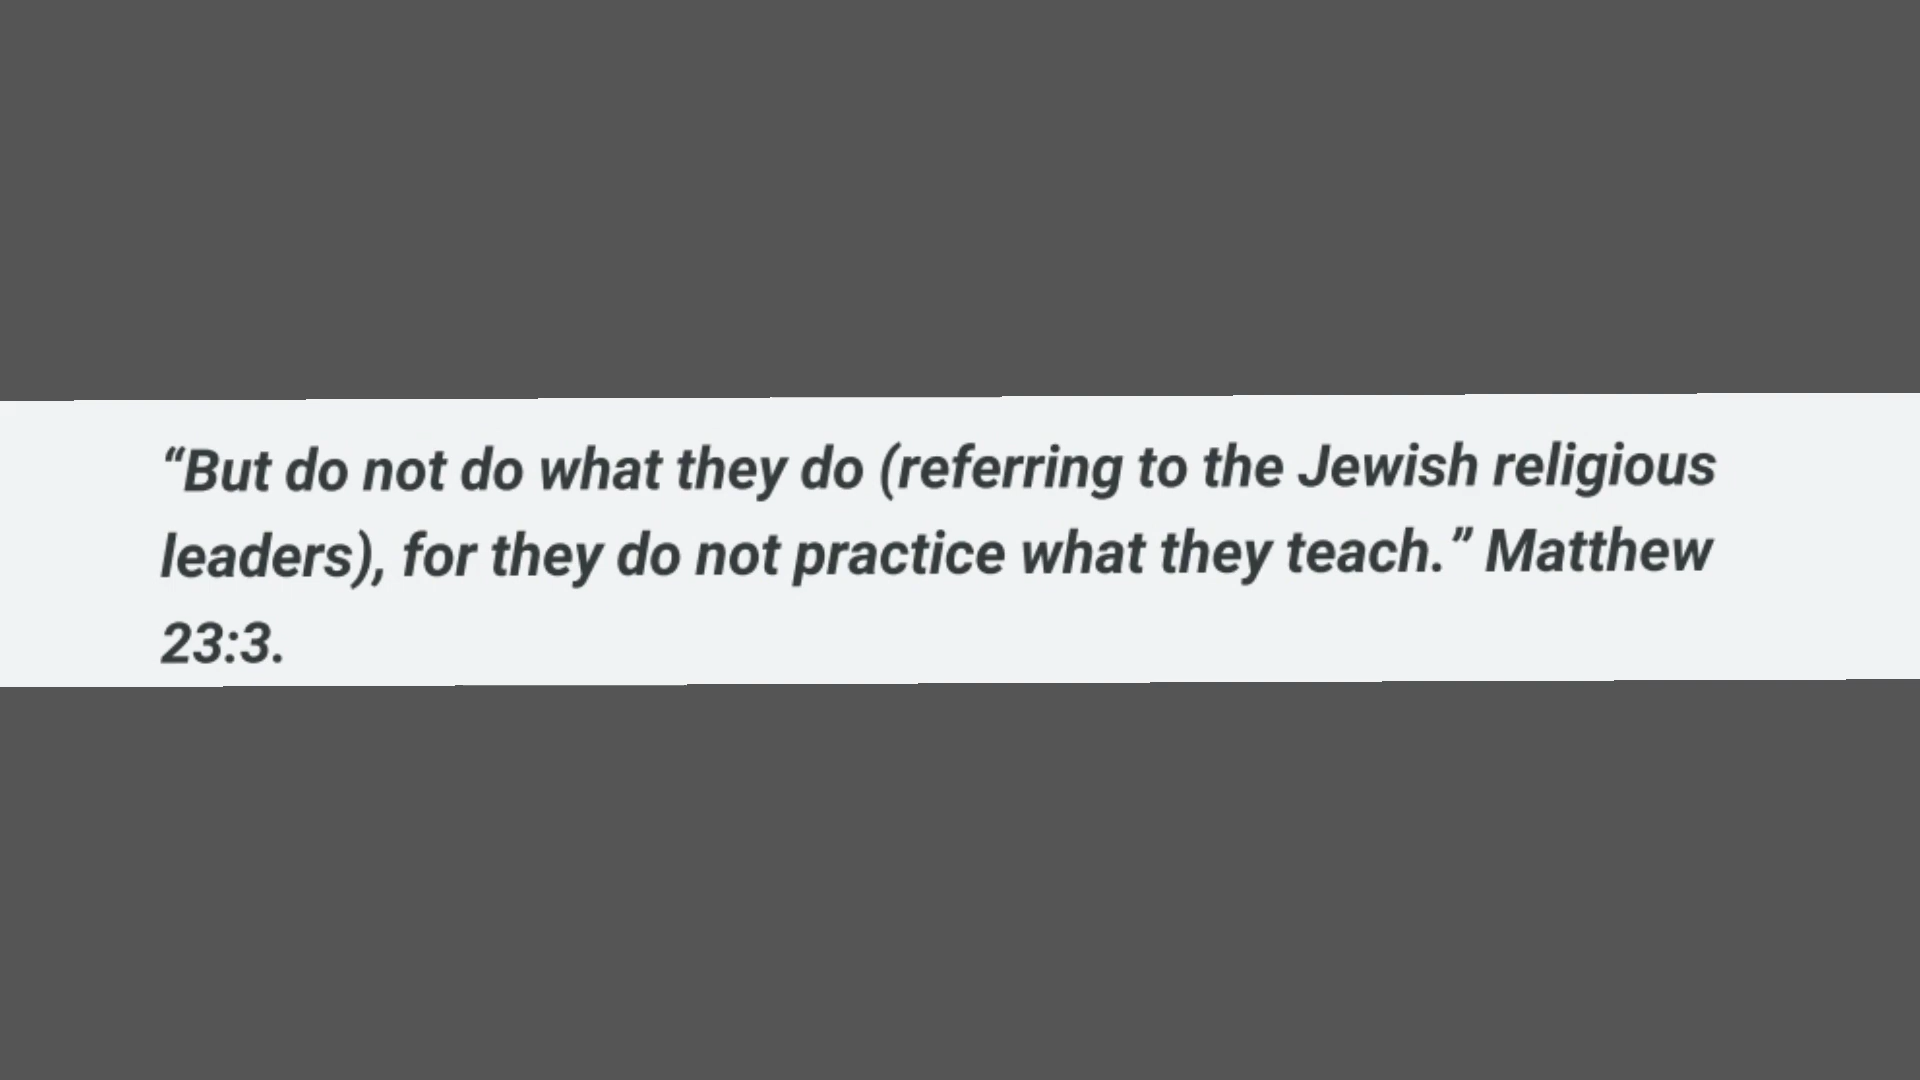 “But do not do what they do (referring to the Jewish religious
leaders), for they do not practice what they teach.” Matthew
23:3.